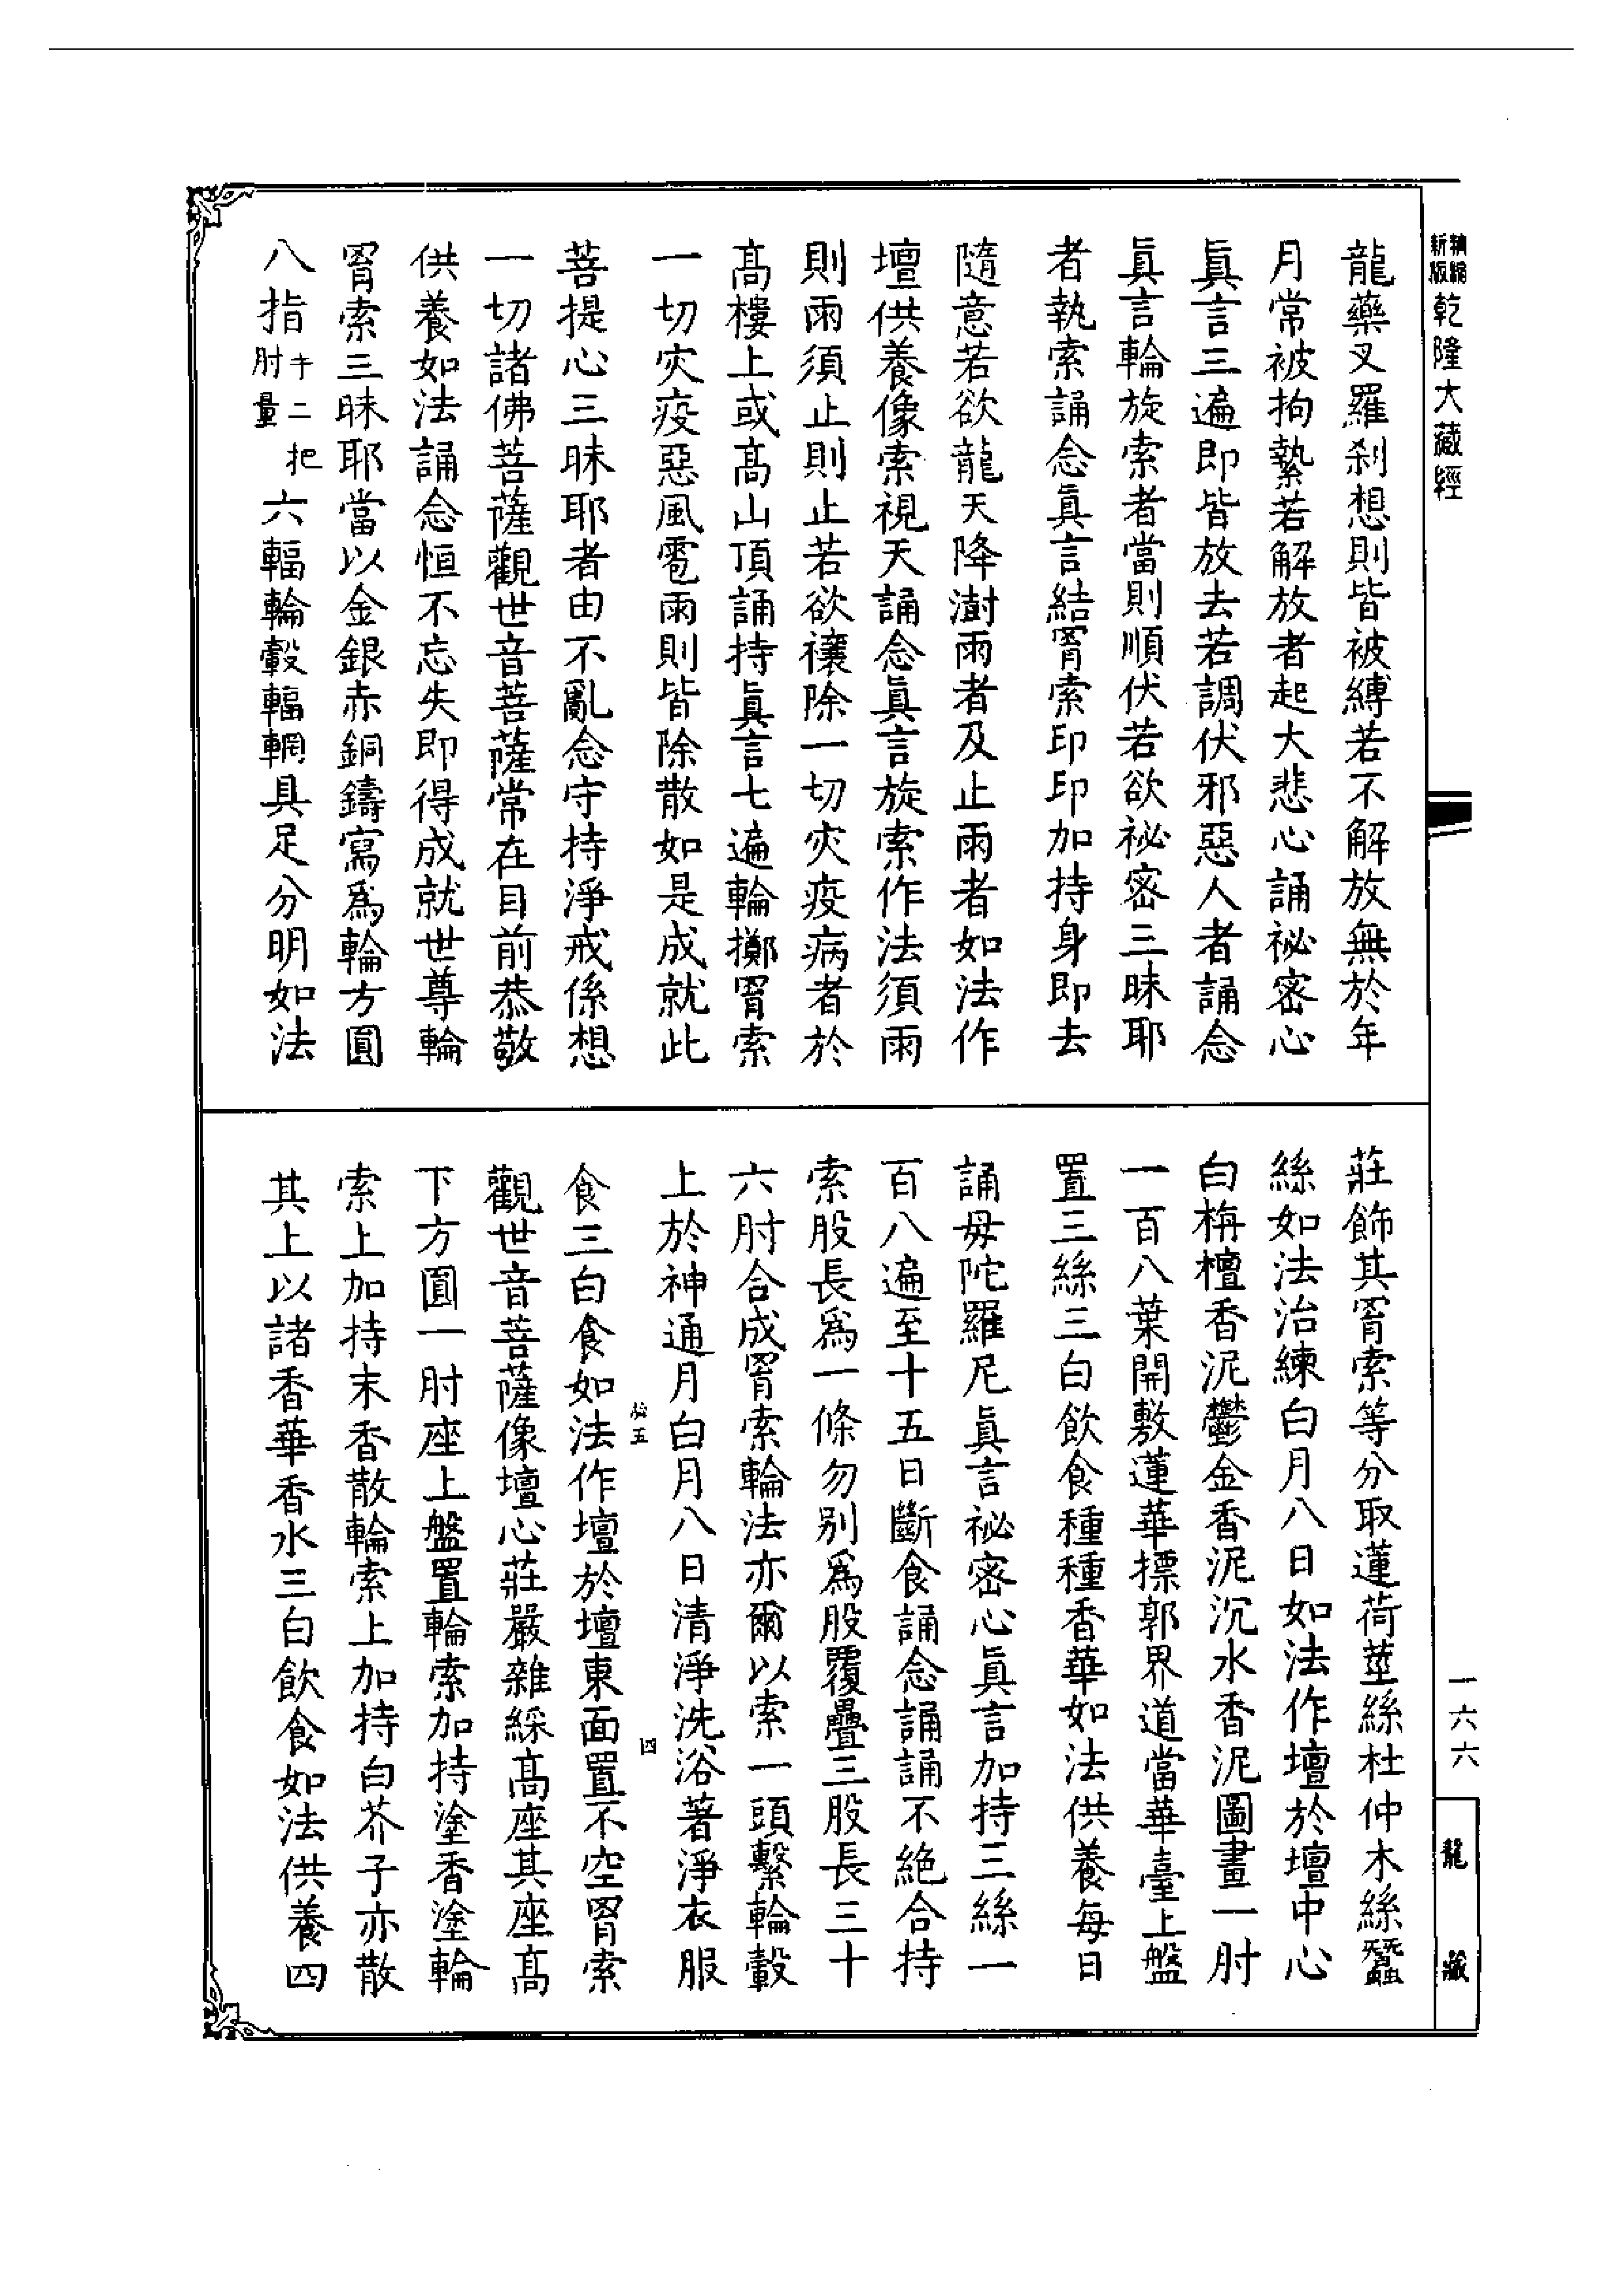 精縮
新版
乾隆大藏經
龍藥叉羅剎想則皆被縛若不解放無於年
月常被拘縶若解放者起大悲心誦祕密心
眞言三遍即皆放去若調伏邪惡人者誦念
眞言輪旋索者當則順伏若欲祕密三昧耶
者執索誦念眞言結罥索印印加持身即去
隨意若欲龍天降澍雨者及止雨者如法作
壇供養像索視天誦念眞言旋索作法須雨
則雨須止則止若欲禳除一切灾疫病者於
高樓上或高山頂誦持眞言七遍輪擲罥索
一切灾疫惡風雹雨則皆除散如是成就此
菩提心三昧耶者由不亂念守持淨戒係想
一切諸佛菩薩觀世音菩薩常在目前恭敬
供養如法誦念恒不忘失即得成就世尊輪
罥索三昧耶當以金銀赤銅鑄寫爲輪方圓
八指
半二把
肘量
六輻輪轂輻輞具足分明如法
莊飾其罥索等分取蓮荷莖絲杜仲木絲蠶
絲如法治練白月八日如法作壇於壇中心
白栴檀香泥鬱金香泥沉水香泥圖畫一肘
一百八葉開敷蓮華摽郭界道當華臺上盤
置三絲三白飲食種種香華如法供養每日
誦母陀羅尼眞言祕密心眞言加持三絲一
百八遍至十五日斷食誦念誦誦不絶合持
索股長爲一條勿別爲股覆疊三股長三十
六肘合成罥索輪法亦爾以索一頭繫輪轂
上於神通月白月八日清淨洗浴著淨衣服
食三白食如法作壇於壇東面置不空罥索
觀世音菩薩像壇心莊嚴雜綵高座其座高
下方圓一肘座上盤置輪索加持塗香塗輪
索上加持末香散輪索上加持白芥子亦散
其上以諸香華香水三白飲食如法供養四
四
一六六
龍藏